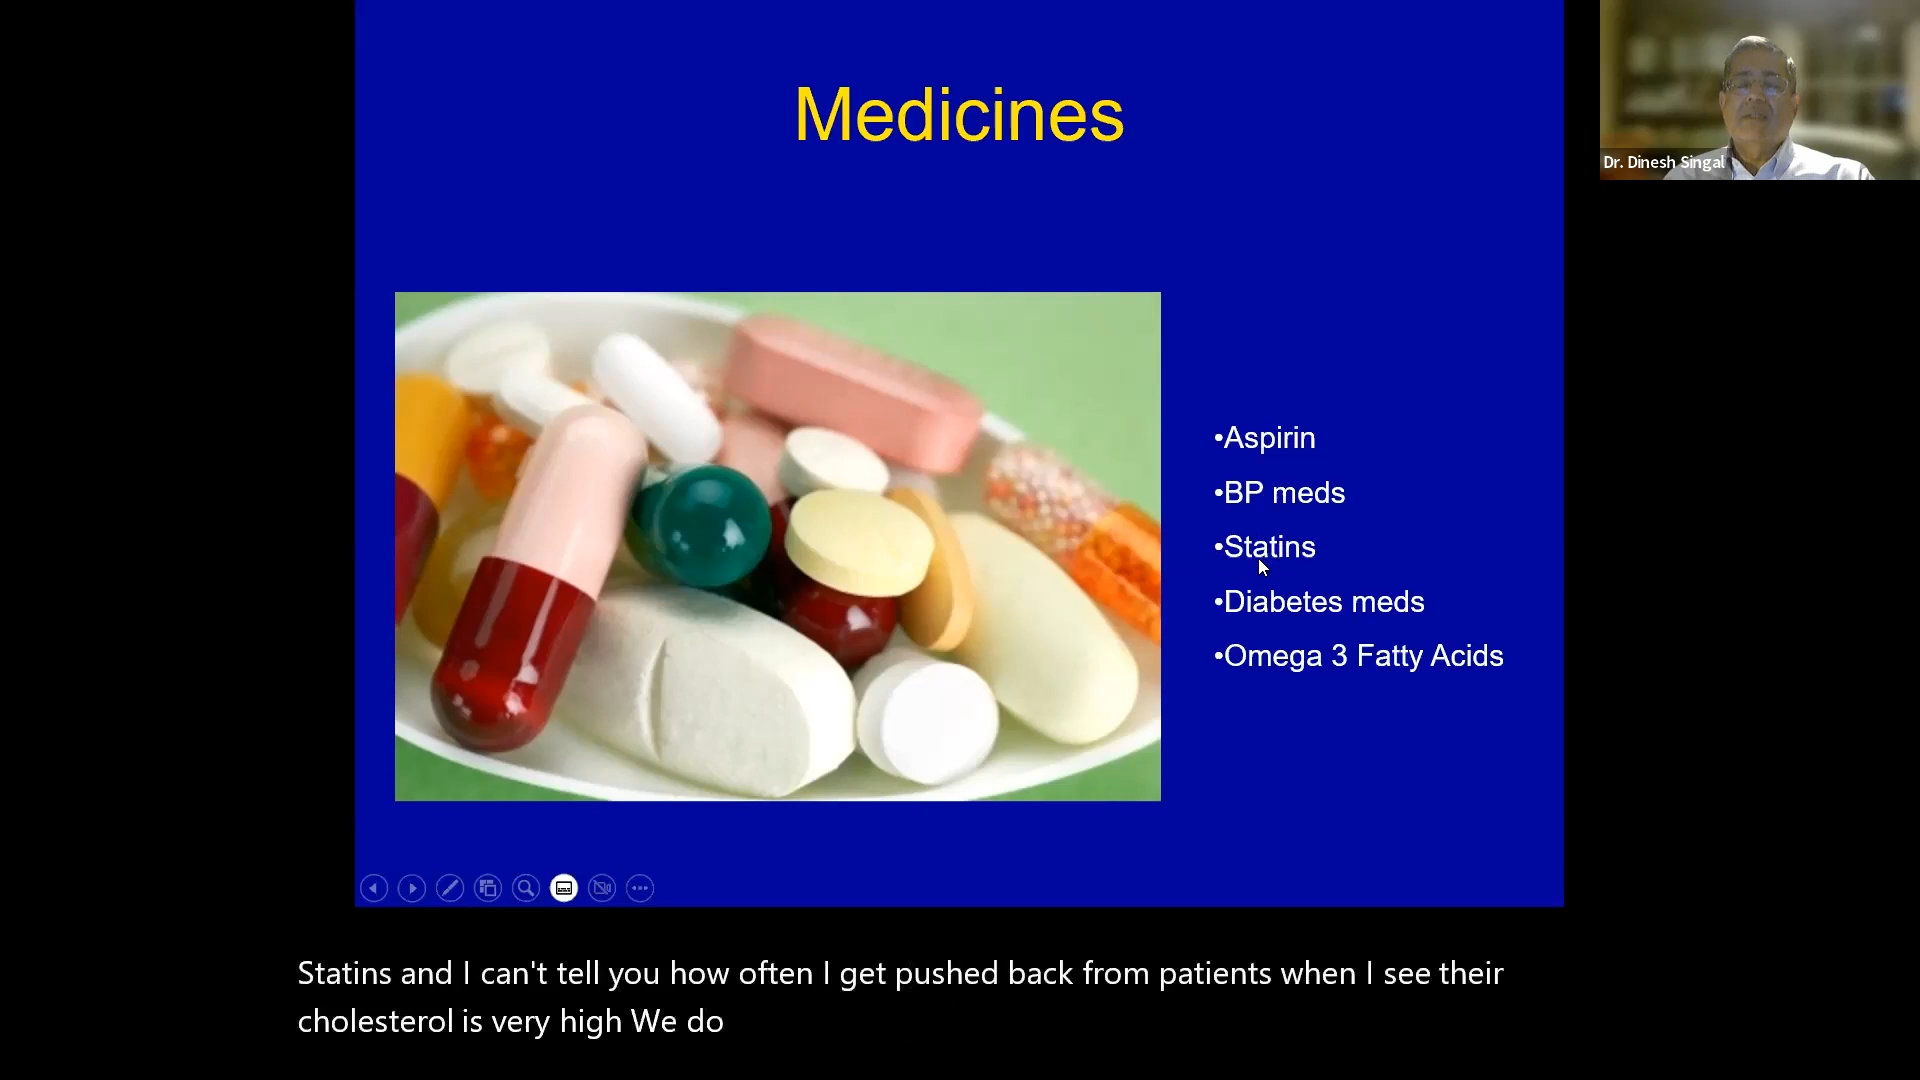 Medicines
Dr. Dinesh Singal
•Aspirin
•BP meds
•Statins
•Diabetes meds
•Omega 3 Fatty Acids
Statins and I can't tell you how often I get pushed back from patients when I see their
cholesterol is very high We do